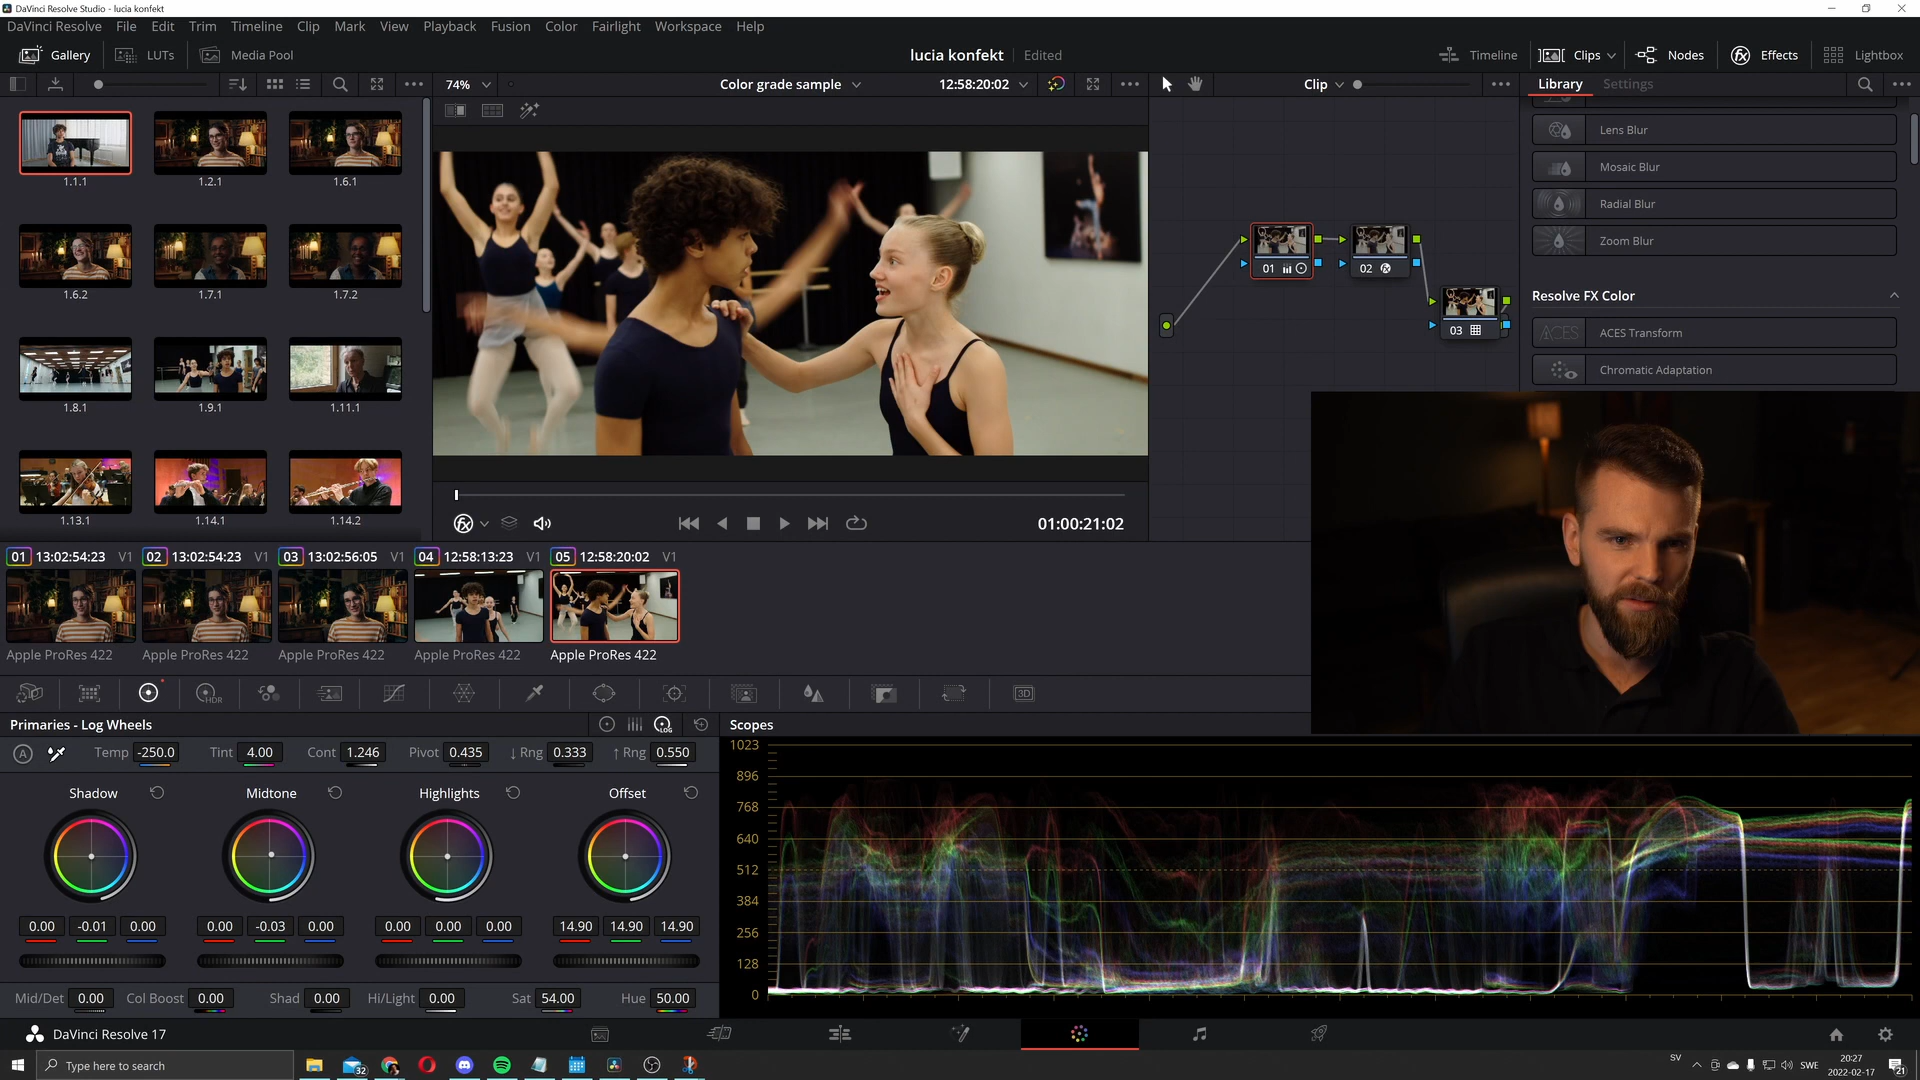 DaVinci Resolve Studio - lucia konfekt
DaVinci Resolve File Edit Trim Timeline Clip Mark View Playback Fusion Color Fairlight Workspace Help
Gallery LUTs Media Pool lucia konfekt Edited Timeline Clips Nodes Effects Lightbox
74% Color grade sample 12:58:20:02 Clip Library Settings
1.1.1 1.2.1 1.6.1
1.6.2 1.7.1 1.7.2
1.8.1 1.9.1 1.11.1
1.13.1 1.14.1 1.14.2
01 02
03
Lens Blur
Mosaic Blur
Radial Blur
Zoom Blur
Resolve FX Color
ACES ACES Transform
Chromatic Adaptation
01:00:21:02
01 13:02:54:23 V1 02 13:02:54:23 V1 03 13:02:56:05 V1 04 12:58:13:23 V1 05 12:58:20:02 V1
Apple ProRes 422 Apple ProRes 422 Apple ProRes 422 Apple ProRes 422 Apple ProRes 422
HDR 3D
Primaries - Log Wheels LOG Scopes
A Temp -250.0 Tint 4.00 Cont 1.246 Pivot 0.435 ↓ Rng 0.333 ↑ Rng 0.550
Shadow Midtone Highlights Offset
0.00 -0.01 0.00 0.00 -0.03 0.00 0.00 0.00 0.00 14.90 14.90 14.90
Mid/Det 0.00 Col Boost 0.00 Shad 0.00 Hi/Light 0.00 Sat 54.00 Hue 50.00
1023
896
768
640
512
384
256
128
0
DaVinci Resolve 17
Type here to search 32 SV SWE 20:27
2022-02-17 21